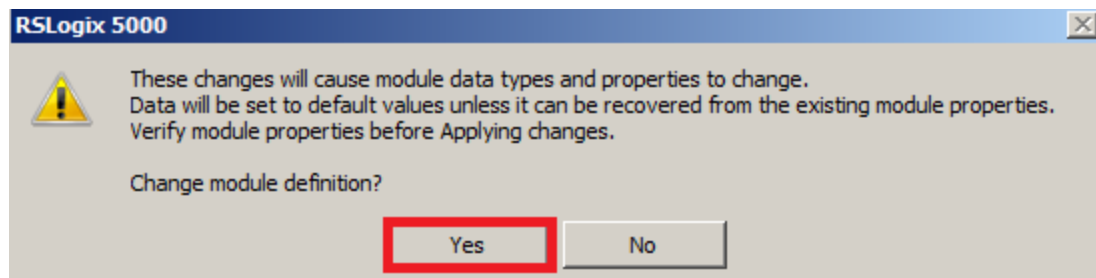 RSLogix 5000
These changes will cause module data types and properties to change.
Data will be set to default values unless it can be recovered from the existing module properties.
Verify module properties before Applying changes.
Change module definition?
Yes No